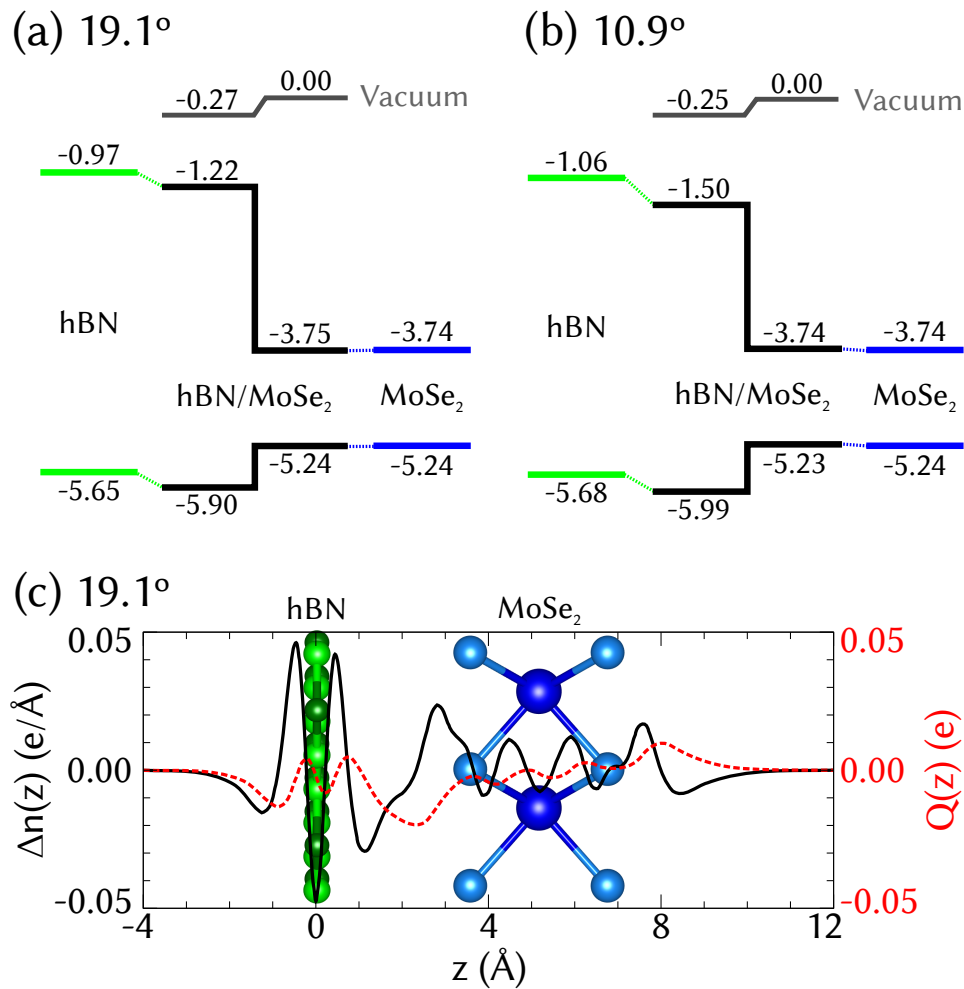 (a) 19.1º
(b) 10.9º
-0.27 0.00 Vacuum
-0.25 0.00 Vacuum
-0.97 -1.22
-1.06 -1.50
hBN -3.75 -3.74
hBN -3.74 -3.74
hBN/MoSe₂ MoSe₂
hBN/MoSe₂ MoSe₂
-5.65 -5.90 -5.24 -5.24
-5.68 -5.99 -5.23 -5.24
(c) 19.1º
hBN MoSe₂
0.05 0.05
Δn(z) (e/Å)
0.00 0.00
Q(z) (e)
-0.05 -0.05
-4 0 4 8 12
z (Å)